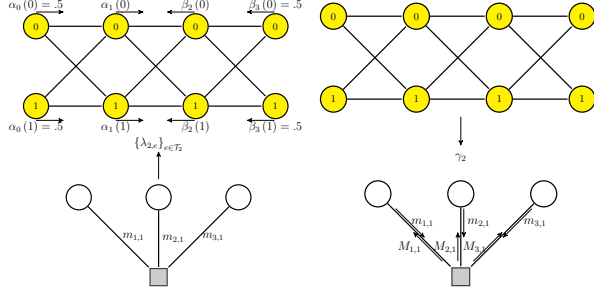 α₀(0) = .5 α₁(0) β₂(0) β₃(0) = .5
0 0 0 0 0 0 0 0
1 1 1 1 1 1 1 1
α₀(1) = .5 α₁(1) β₂(1) β₃(1) = .5
{λ₂,ₑ}ₑ∈𝒯₂ γ₂
m₁,₁ m₂,₁ m₃,₁ m₁,₁ m₂,₁ m₃,₁
M₁,₁ M₂,₁ M₃,₁